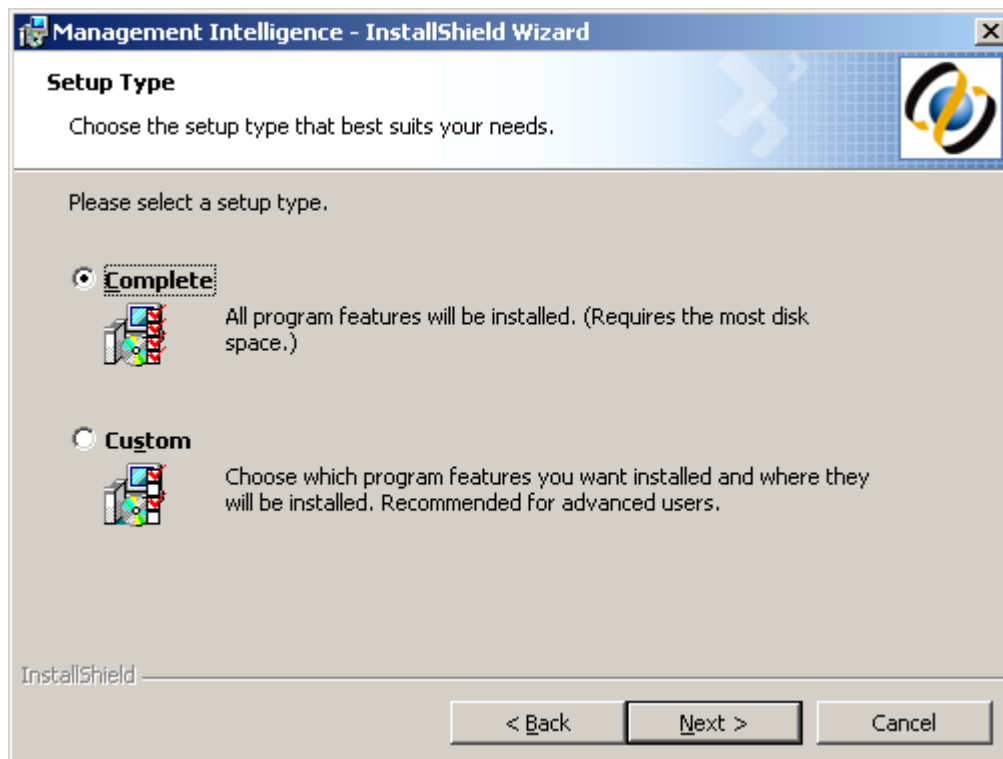 Management Intelligence - InstallShield Wizard
Setup Type
Choose the setup type that best suits your needs.
Please select a setup type.
Complete
All program features will be installed. (Requires the most disk
space.)
Custom
Choose which program features you want installed and where they
will be installed. Recommended for advanced users.
InstallShield
< Back
Next >
Cancel